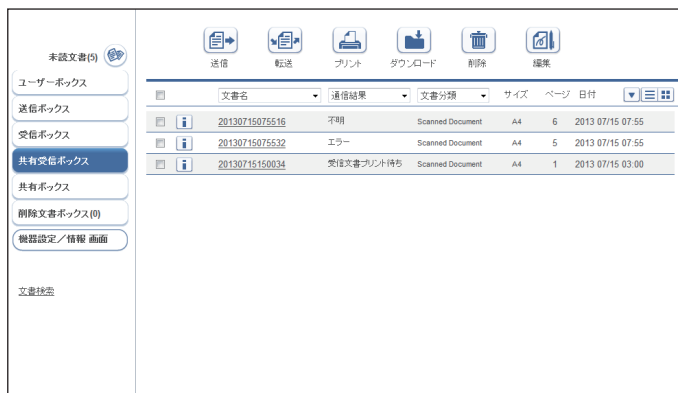 未読文書(5)
送信
転送
プリント
ダウンロード
削除
編集
ユーザーボックス
送信ボックス
受信ボックス
共有受信ボックス
共有ボックス
削除文書ボックス(0)
機器設定／情報 画面
文書検索
文書名 通信結果 文書分類 サイズ ページ 日付
20130715075516 不明 Scanned Document A4 6 2013 07/15 07:55
20130715075532 エラー Scanned Document A4 5 2013 07/15 07:55
20130715150034 受信文書プリント待ち Scanned Document A4 1 2013 07/15 03:00